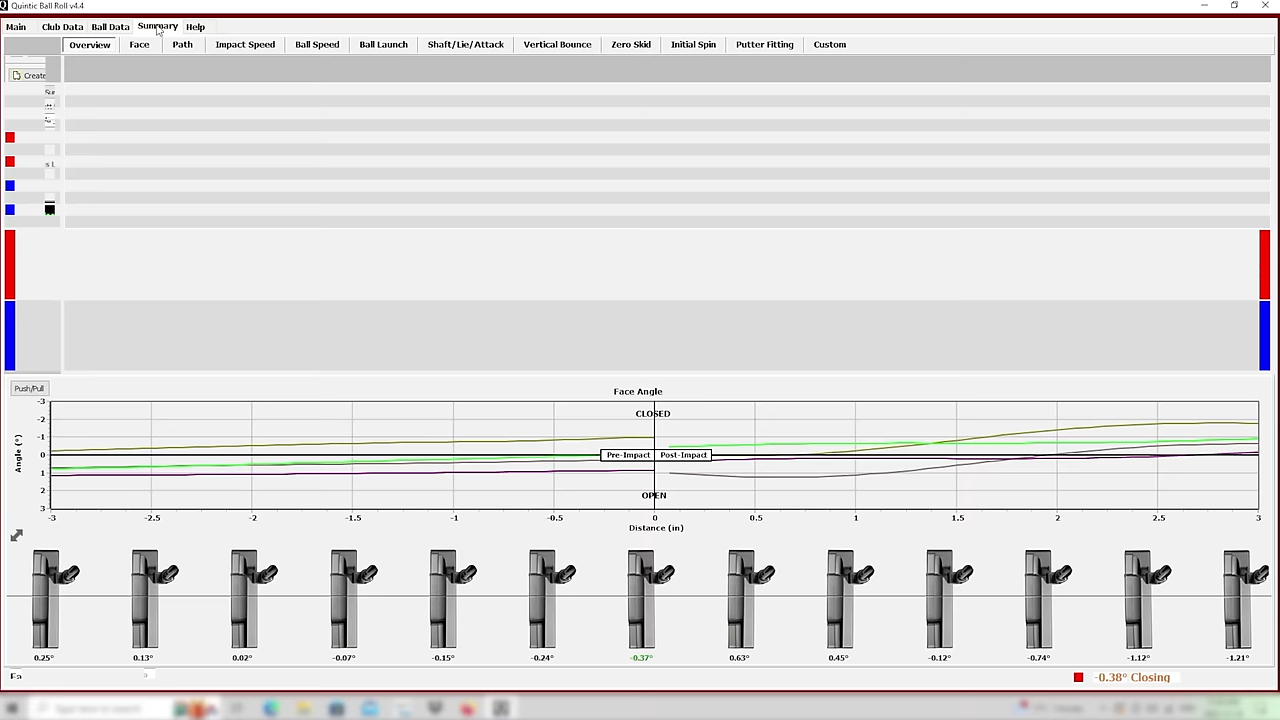 Quintic Ball Roll v4.4
Main Club Data Ball Data Summary Help
Overview Face Path Impact Speed Ball Speed Ball Launch Shaft/Lie/Attack Vertical Bounce Zero Skid Initial Spin Putter Fitting Custom
Create
Push/Pull
Face Angle
CLOSED
-3
-2
-1
0
1
2
3
Angle (°)
Pre-Impact Post-Impact
OPEN
-3 -2.5 -2 -1.5 -1 -0.5 0 0.5 1 1.5 2 2.5 3
Distance (in)
0.25° 0.13° 0.02° -0.07° -0.15° -0.24° -0.37° 0.63° 0.45° -0.12° -0.74° -1.12° -1.21°
-0.38° Closing